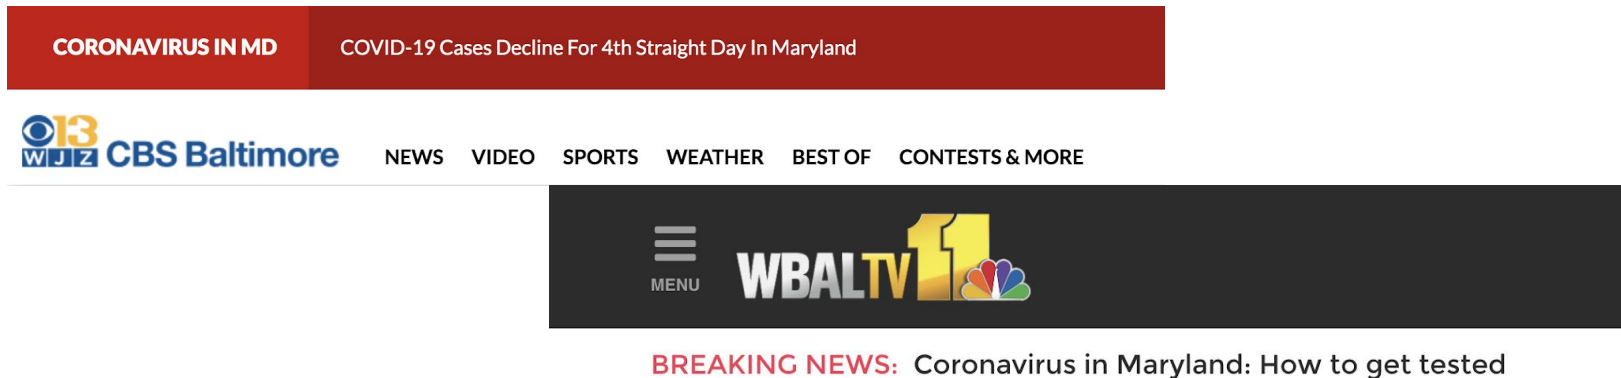 CORONAVIRUS IN MD COVID-19 Cases Decline For 4th Straight Day In Maryland
13
WJZ CBS Baltimore NEWS VIDEO SPORTS WEATHER BEST OF CONTESTS & MORE
MENU WBALTV 11
BREAKING NEWS: Coronavirus in Maryland: How to get tested